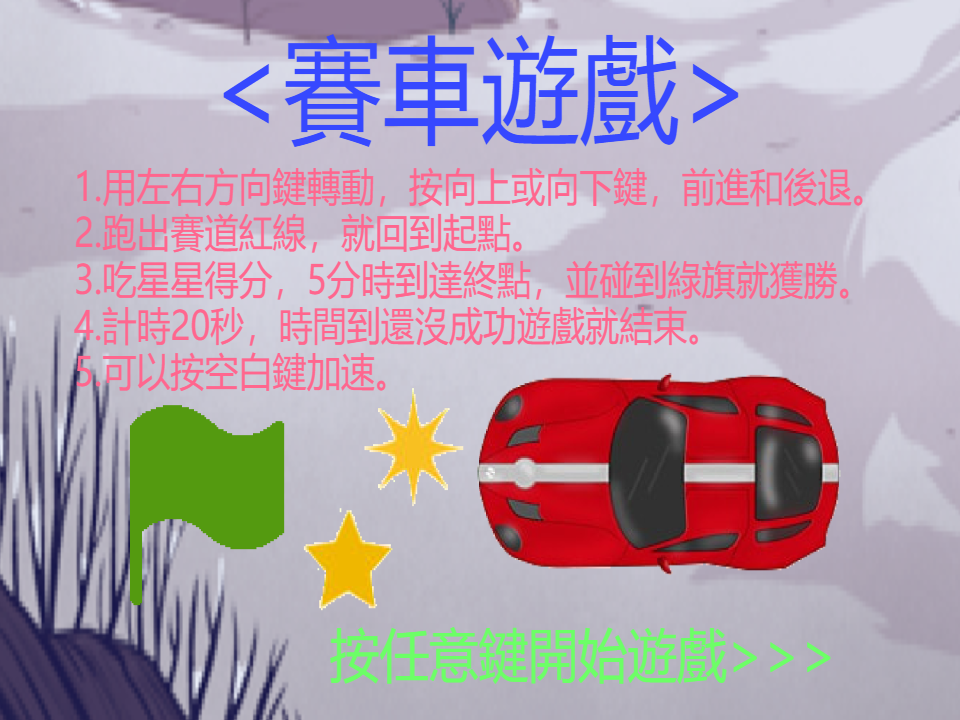 <賽車遊戲>
1.用左右方向鍵轉動，按向上或向下鍵，前進和後退。
2.跑出賽道紅線，就回到起點。
3.吃星星得分，5分時到達終點，並碰到綠旗就獲勝。
4.計時20秒，時間到還沒成功遊戲就結束。
5.可以按空白鍵加速。
按任意鍵開始遊戲>>>